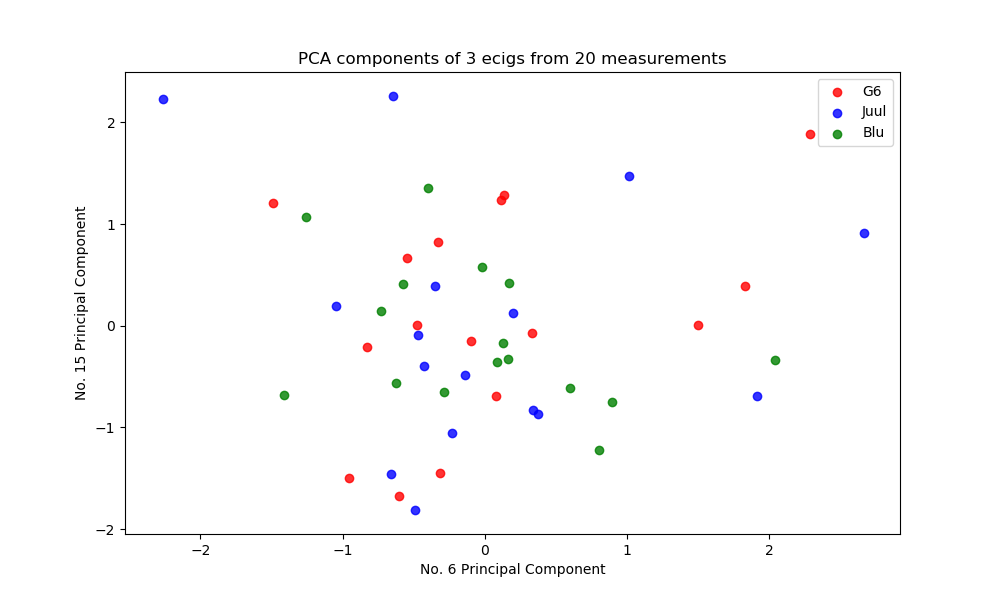 PCA components of 3 ecigs from 20 measurements
G6
Juul
Blu
2
1
0
−1
−2
No. 15 Principal Component
−2
−1
0
1
2
No. 6 Principal Component